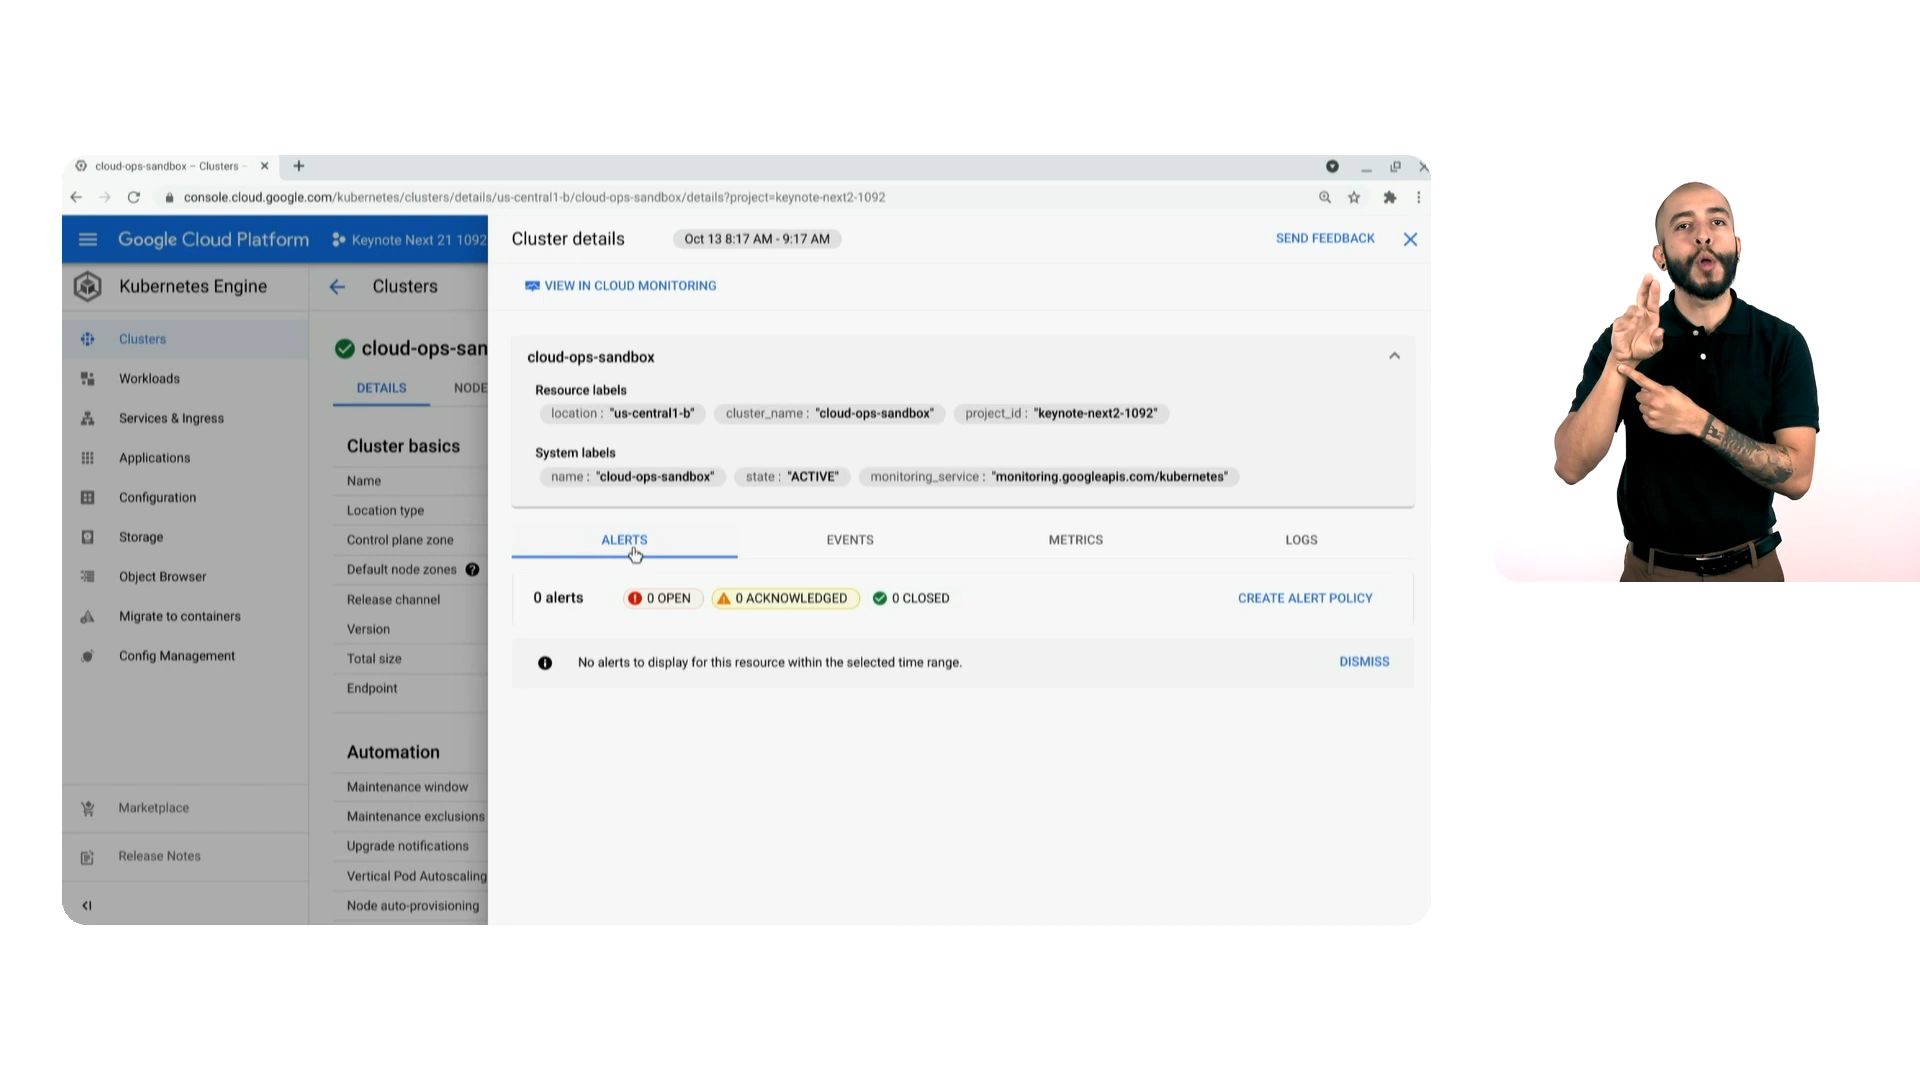 cloud-ops-sandbox – Clusters –
console.cloud.google.com/kubernetes/clusters/details/us-central1-b/cloud-ops-sandbox/details?project=keynote-next2-1092
Google Cloud Platform
Keynote Next 21 1092
Cluster details
Oct 13 8:17 AM - 9:17 AM
SEND FEEDBACK
Kubernetes Engine
Clusters
VIEW IN CLOUD MONITORING
Clusters
Workloads
Services & Ingress
Applications
Configuration
Storage
Object Browser
Migrate to containers
Config Management
Marketplace
Release Notes
cloud-ops-san
DETAILS
NODE
Cluster basics
Name
Location type
Control plane zone
Default node zones
Release channel
Version
Total size
Endpoint
Automation
Maintenance window
Maintenance exclusions
Upgrade notifications
Vertical Pod Autoscaling
Node auto-provisioning
cloud-ops-sandbox
Resource labels
location : "us-central1-b" cluster_name : "cloud-ops-sandbox" project_id : "keynote-next2-1092"
System labels
name : "cloud-ops-sandbox" state : "ACTIVE" monitoring_service : "monitoring.googleapis.com/kubernetes"
ALERTS EVENTS METRICS LOGS
0 alerts 0 OPEN 0 ACKNOWLEDGED 0 CLOSED CREATE ALERT POLICY
No alerts to display for this resource within the selected time range. DISMISS